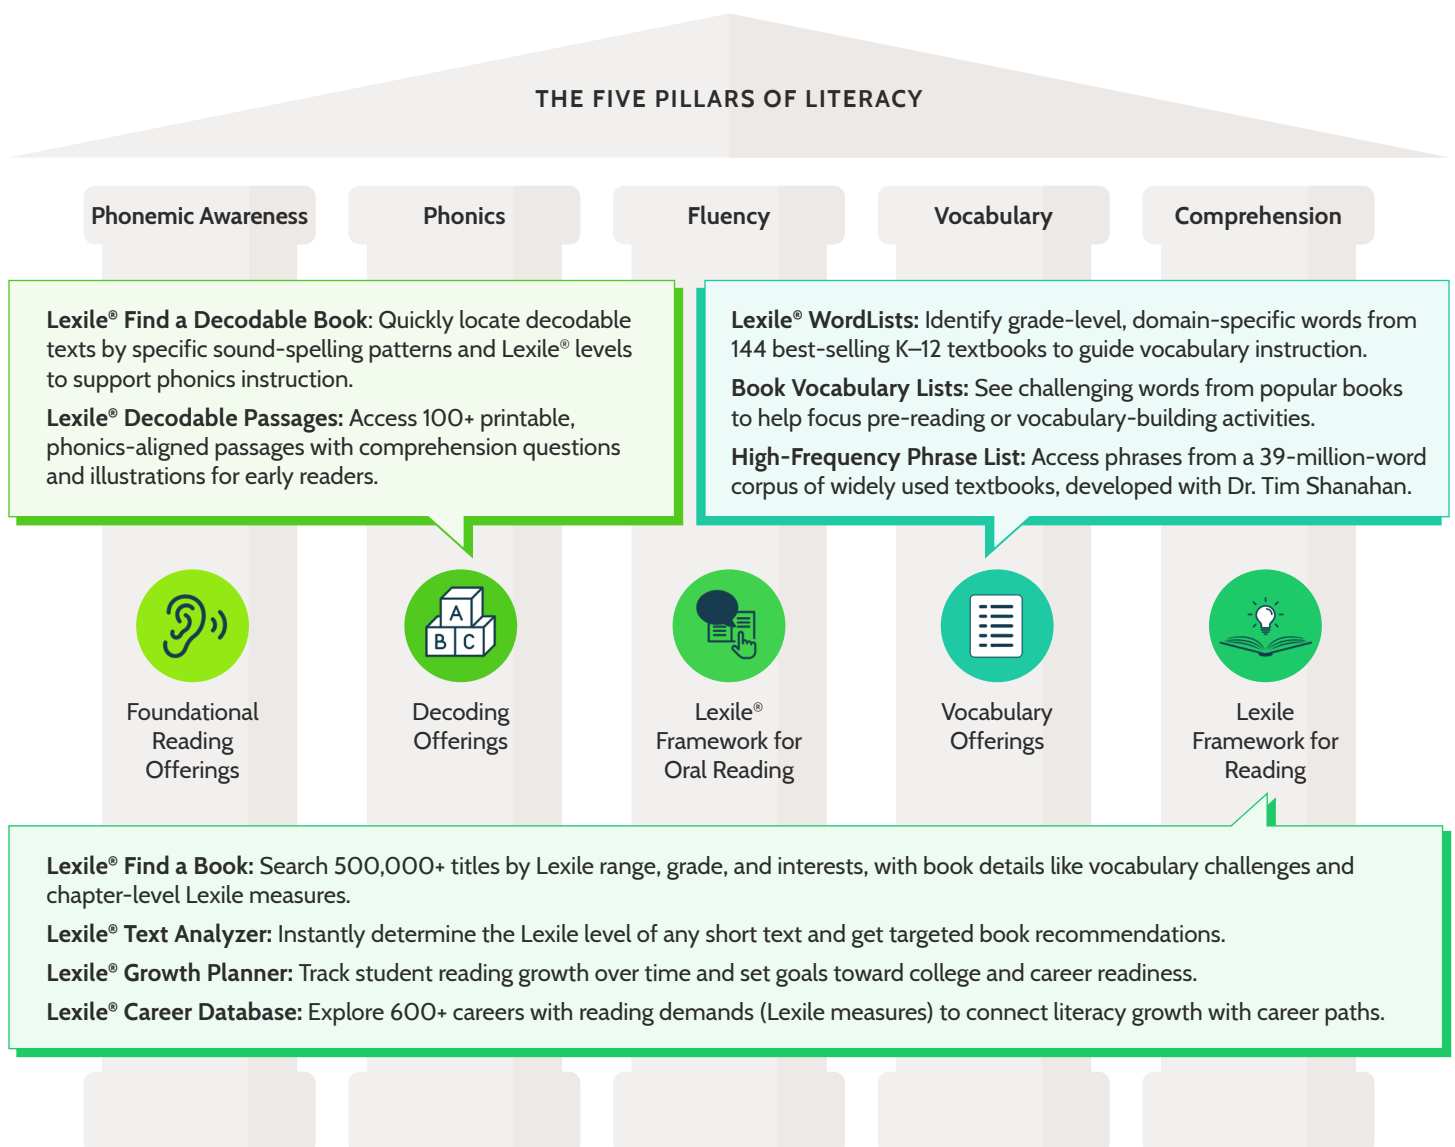 THE FIVE PILLARS OF LITERACY
Phonemic Awareness
Phonics
Fluency
Vocabulary
Comprehension
Lexile® Find a Decodable Book: Quickly locate decodable
texts by specific sound-spelling patterns and Lexile® levels
to support phonics instruction.
Lexile® Decodable Passages: Access 100+ printable,
phonics-aligned passages with comprehension questions
and illustrations for early readers.
Lexile® WordLists: Identify grade-level, domain-specific words from
144 best-selling K–12 textbooks to guide vocabulary instruction.
Book Vocabulary Lists: See challenging words from popular books
to help focus pre-reading or vocabulary-building activities.
High-Frequency Phrase List: Access phrases from a 39-million-word
corpus of widely used textbooks, developed with Dr. Tim Shanahan.
A
B C
Foundational
Reading
Offerings
Decoding
Offerings
Lexile®
Framework for
Oral Reading
Vocabulary
Offerings
Lexile
Framework for
Reading
Lexile® Find a Book: Search 500,000+ titles by Lexile range, grade, and interests, with book details like vocabulary challenges and
chapter-level Lexile measures.
Lexile® Text Analyzer: Instantly determine the Lexile level of any short text and get targeted book recommendations.
Lexile® Growth Planner: Track student reading growth over time and set goals toward college and career readiness.
Lexile® Career Database: Explore 600+ careers with reading demands (Lexile measures) to connect literacy growth with career paths.